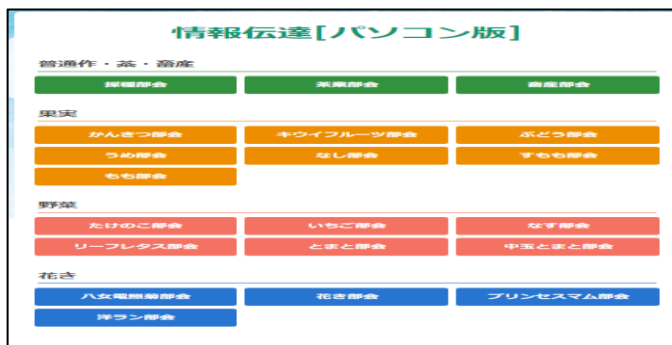 情報伝達[パソコン版]
普通作・茶・畜産
採種部会 茶業部会 畜産部会
果実
かんきつ部会 キウイフルーツ部会 ぶどう部会
うめ部会 なし部会 すもも部会
もも部会
野菜
たけのこ部会 いちご部会 なす部会
リーフレタス部会 とまと部会 中玉とまと部会
花き
八女電照菊部会 花き部会 プリンセスマム部会
洋ラン部会